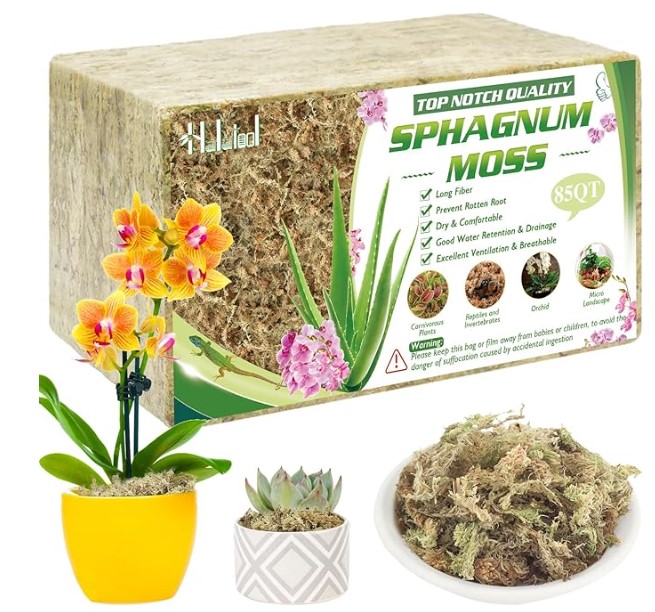 TOP NOTCH QUALITY
SPHAGNUM
MOSS
85QT
Long Fiber
Prevent Rotten Root
Dry & Comfortable
Good Water Retention & Drainage
Excellent Ventilation & Breathable
Carnivorous
Plants
Reptiles and
Invertebrates
Orchid
Micro
Landscape
Warning:
Please keep this bag or film away from babies or children, to avoid the
danger of suffocation caused by accidental ingestion